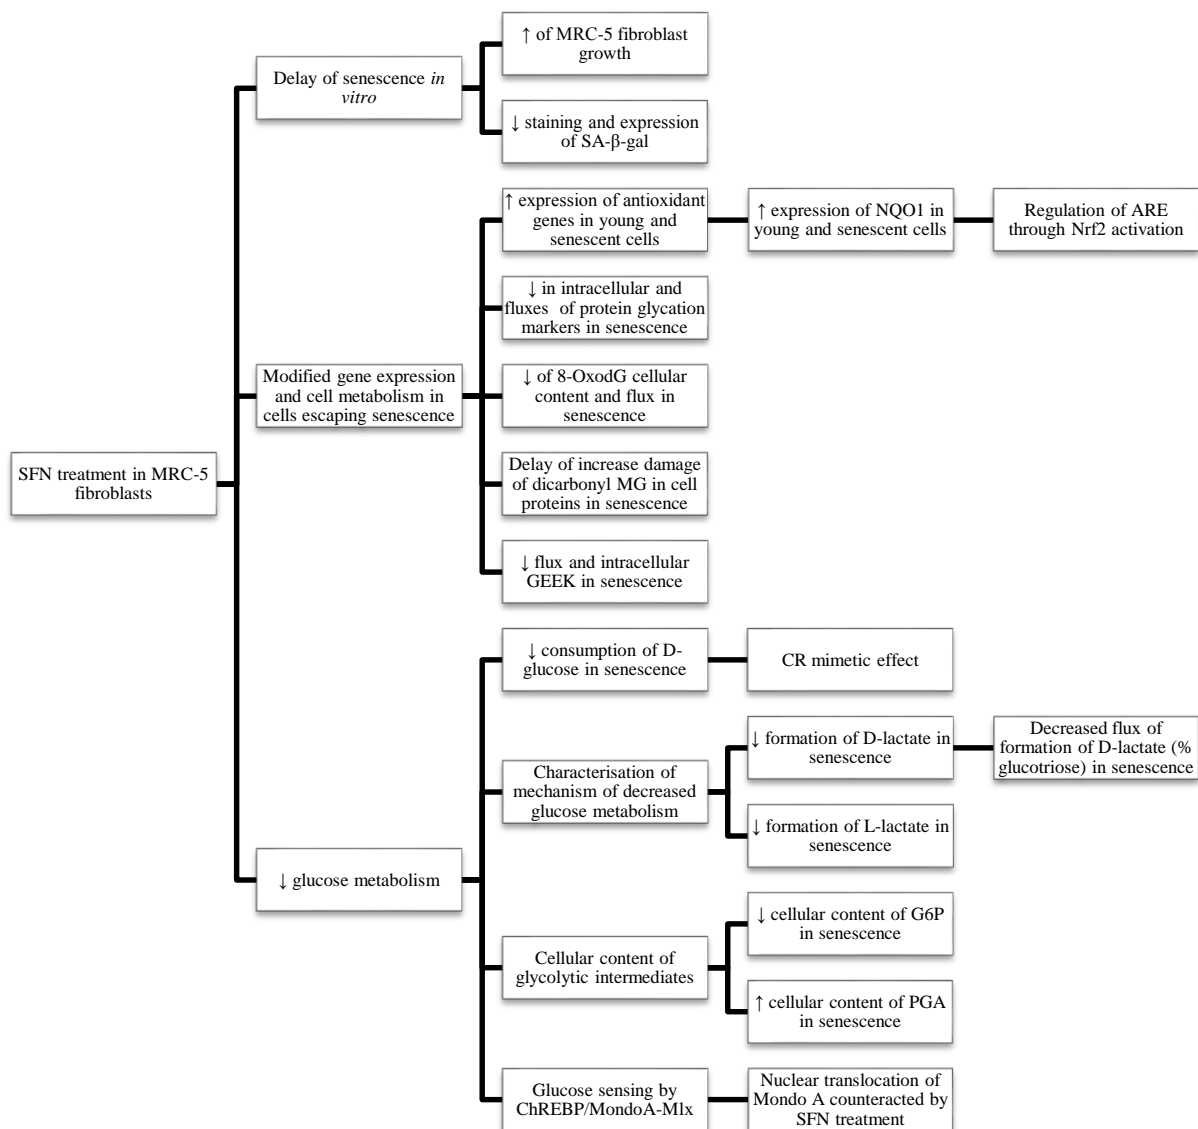 ↑ of MRC-5 fibroblast
growth
Delay of senescence in
vitro
↓ staining and expression
of SA-β-gal
↑ expression of antioxidant
genes in young and
senescent cells
↑ expression of NQO1 in
young and senescent cells
Regulation of ARE
through Nrf2 activation
↓ in intracellular and
fluxes of protein glycation
markers in senescence
Modified gene expression
and cell metabolism in
cells escaping senescence
↓ of 8-OxodG cellular
content and flux in
senescence
SFN treatment in MRC-5
fibroblasts
Delay of increase damage
of dicarbonyl MG in cell
proteins in senescence
↓ flux and intracellular
GEEK in senescence
↓ consumption of D-
glucose in senescence
CR mimetic effect
Characterisation of
mechanism of decreased
glucose metabolism
↓ formation of D-lactate in
senescence
Decreased flux of
formation of D-lactate (%
glucotriose) in senescence
↓ formation of L-lactate in
senescence
↓ glucose metabolism
Cellular content of
glycolytic intermediates
↓ cellular content of G6P
in senescence
↑ cellular content of PGA
in senescence
Glucose sensing by
ChREBP/MondoA-Mlx
Nuclear translocation of
Mondo A counteracted by
SFN treatment